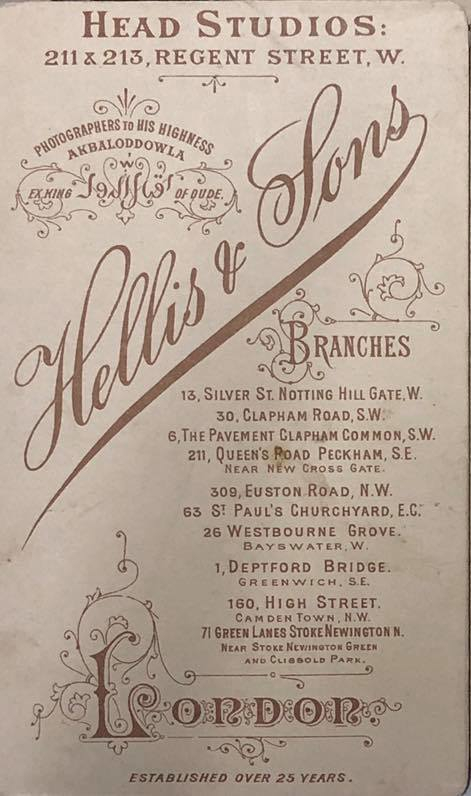 HEAD STUDIOS:
211 & 213, REGENT STREET, W.
PHOTOGRAPHERS TO HIS HIGHNESS
AKBALODDOWLA
EX KING
OF OUDE.
Hellis & Sons
BRANCHES
13, SILVER ST. NOTTING HILL GATE, W.
30, CLAPHAM ROAD, S.W.
6, THE PAVEMENT CLAPHAM COMMON, S.W.
211, QUEEN'S ROAD PECKHAM, S.E.
NEAR NEW CROSS GATE.
309, EUSTON ROAD, N.W.
63 ST PAUL'S CHURCHYARD, E.C.
26 WESTBOURNE GROVE.
BAYSWATER, W.
1, DEPTFORD BRIDGE.
GREENWICH, S.E.
160, HIGH STREET.
CAMDEN TOWN, N.W.
71 GREEN LANES STOKE NEWINGTON N.
NEAR STOKE NEWINGTON GREEN
AND CLISSOLD PARK.
LONDON
ESTABLISHED OVER 25 YEARS.